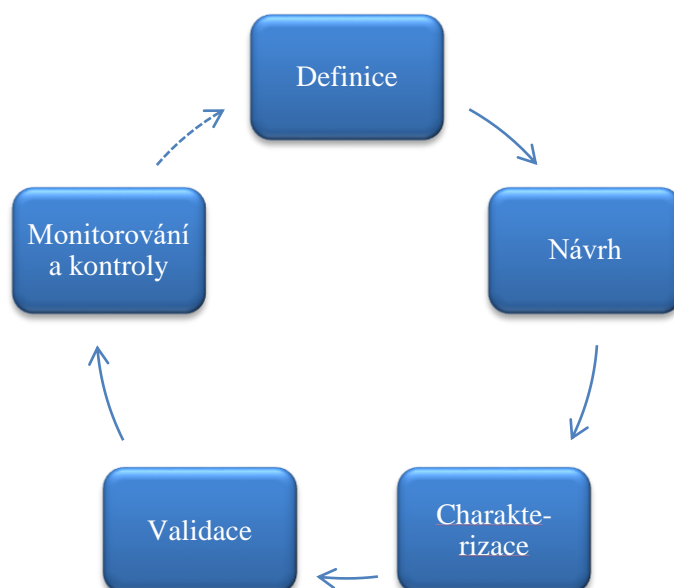 Definice
Návrh
Charakte-
rizace
Validace
Monitorování
a kontroly